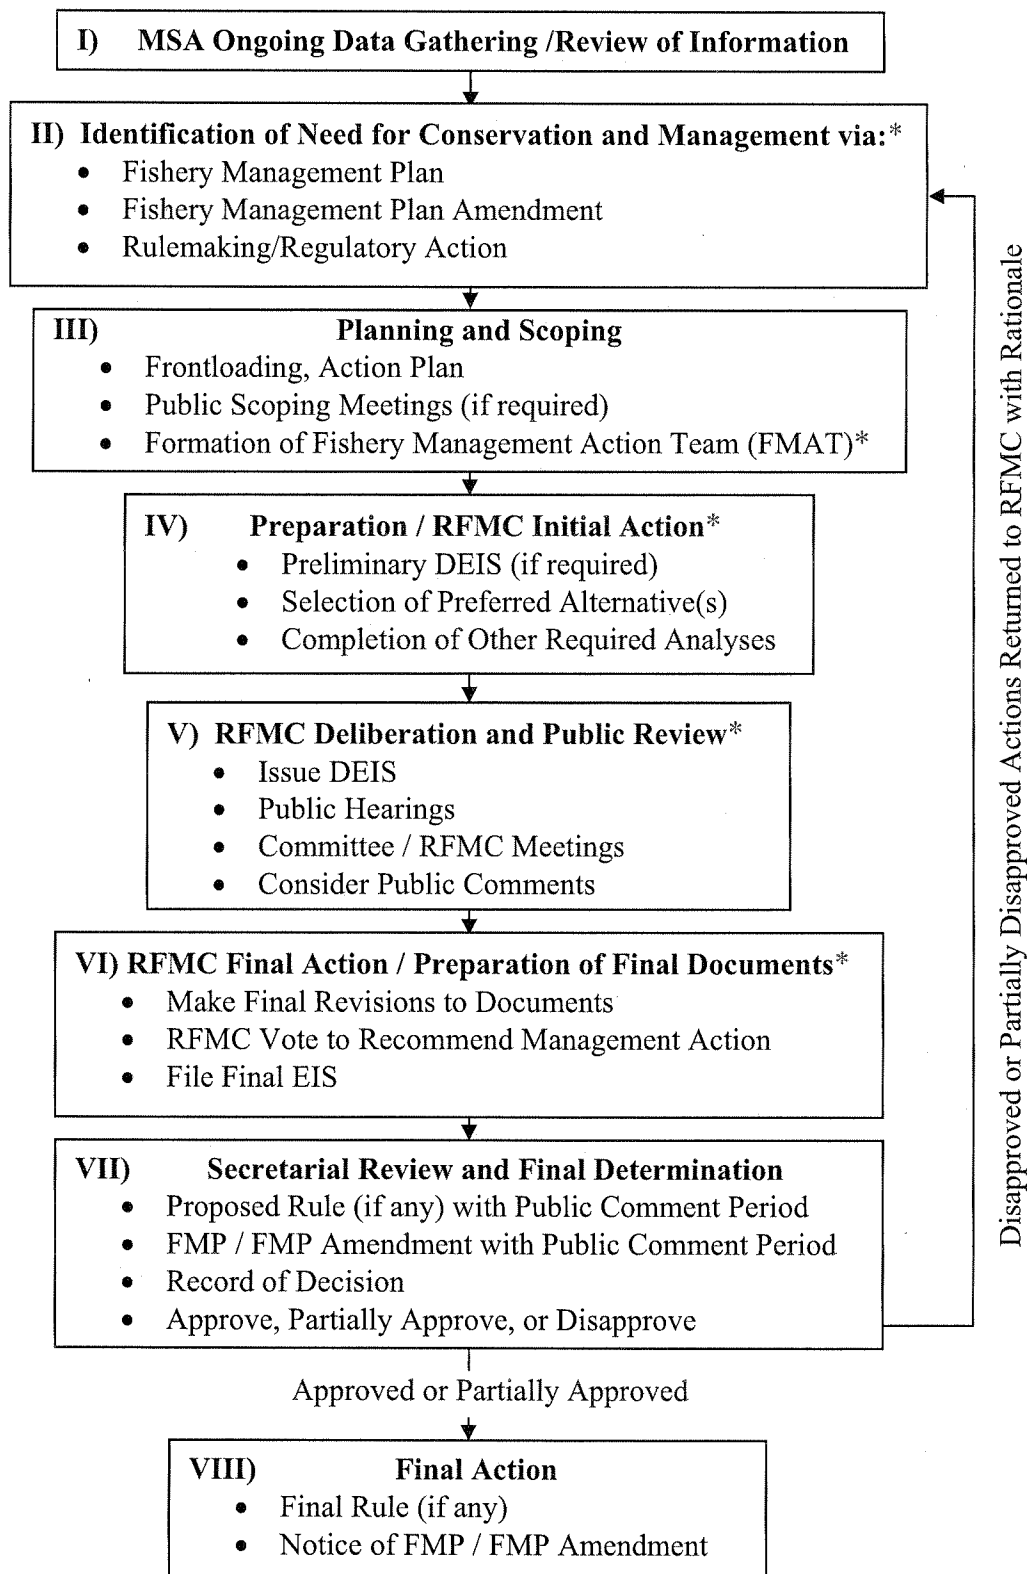 I) MSA Ongoing Data Gathering /Review of Information
II) Identification of Need for Conservation and Management via:*
• Fishery Management Plan
• Fishery Management Plan Amendment
• Rulemaking/Regulatory Action
III) Planning and Scoping
• Frontloading, Action Plan
• Public Scoping Meetings (if required)
• Formation of Fishery Management Action Team (FMAT)*
IV) Preparation / RFMC Initial Action*
• Preliminary DEIS (if required)
• Selection of Preferred Alternative(s)
• Completion of Other Required Analyses
V) RFMC Deliberation and Public Review*
• Issue DEIS
• Public Hearings
• Committee / RFMC Meetings
• Consider Public Comments
VI) RFMC Final Action / Preparation of Final Documents*
• Make Final Revisions to Documents
• RFMC Vote to Recommend Management Action
• File Final EIS
VII) Secretarial Review and Final Determination
• Proposed Rule (if any) with Public Comment Period
• FMP / FMP Amendment with Public Comment Period
• Record of Decision
• Approve, Partially Approve, or Disapprove
Disapproved or Partially Disapproved Actions Returned to RFMC with Rationale
Approved or Partially Approved
VIII) Final Action
• Final Rule (if any)
• Notice of FMP / FMP Amendment